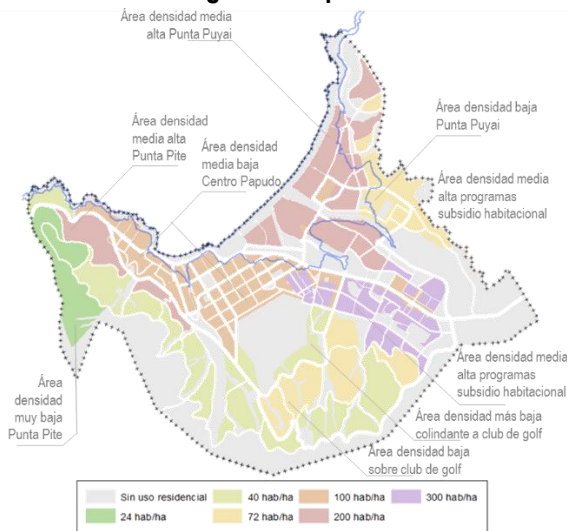 Área densidad media
alta Punta Puyai
Área densidad
media alta
Punta Pite
Área densidad
media baja
Centro Papudo
Área densidad baja
Punta Puyai
Área densidad media
alta programas
subsidio habitacional
Área
densidad
muy baja
Punta Pite
Área densidad media
alta programas
subsidio habitacional
Área densidad más baja
colindante a club de golf
Área densidad baja
sobre club de golf
Sin uso residencial
40 hab/ha
100 hab/ha
300 hab/ha
24 hab/ha
72 hab/ha
200 hab/ha